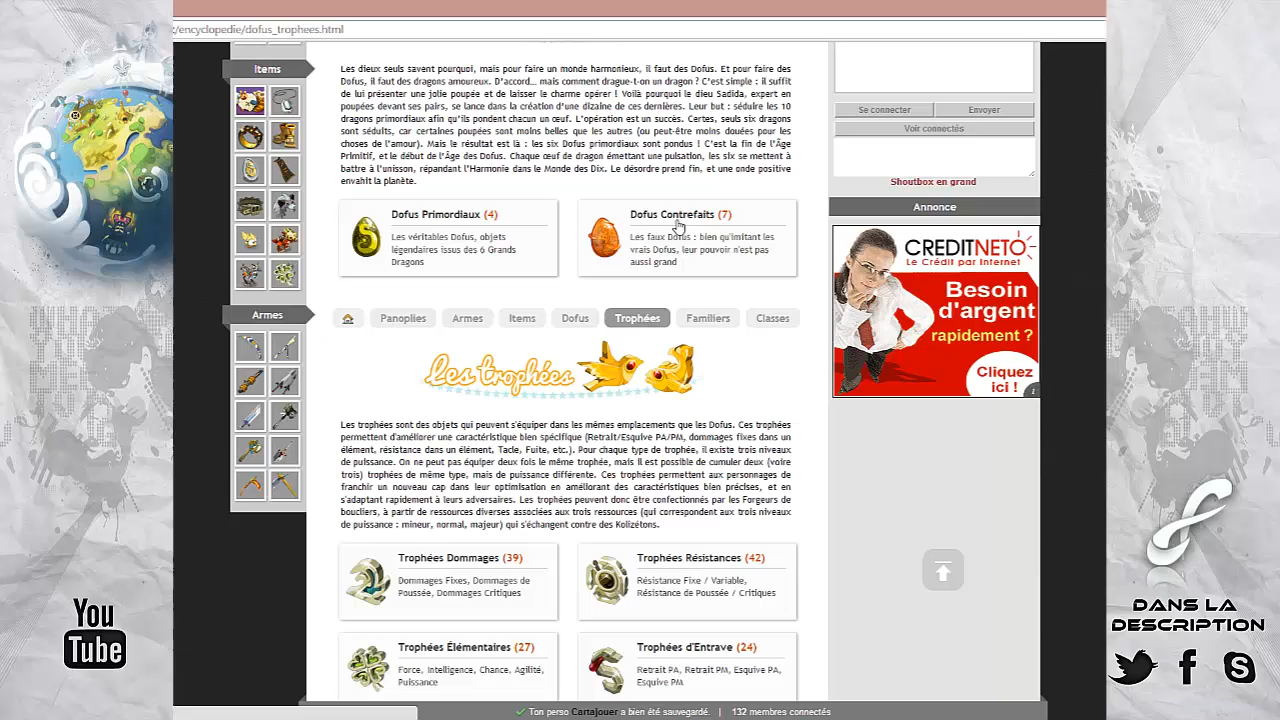 :/encyclopedie/dofus_trophees.html
Items
Armes
Les dieux seuls savent pourquoi, mais pour faire un monde harmonieux, il faut des Dofus. Et pour faire des
Dofus, il faut des dragons amoureux. D'accord... mais comment drague-t-on un dragon ? C'est simple : il suffit
de lui présenter une jolie poupée et de laisser le charme opérer ! Voilà pourquoi le dieu Sadida, expert en
poupées devant ses pairs, se lance dans la création d'une dizaine de ces dernières. Leur but : séduire les 10
dragons primordiaux afin qu'ils pondent chacun un œuf. L'opération est un succès. Certes, seuls six dragons
sont séduits, car certaines poupées sont moins belles que les autres (ou peut-être moins douées pour les
choses de l'amour). Mais le résultat est là : les six Dofus primordiaux sont pondus ! C'est la fin de l'Âge
Primitif, et le début de l'Âge des Dofus. Chaque œuf de dragon émettant une pulsation, les six se mettent à
battre à l'unisson, répandant l'Harmonie dans le Monde des Dix. Le désordre prend fin, et une onde positive
envahit la planète.
Dofus Primordiaux (4)
Les véritables Dofus, objets
légendaires issus des 6 Grands
Dragons
Dofus Contrefaits (7)
Les faux Dofus : bien qu'imitant les
vrais Dofus, leur pouvoir n'est pas
aussi grand
Panoplies Armes Items Dofus Trophées Familiers Classes
Les trophées
Les trophées sont des objets qui peuvent s'équiper dans les mêmes emplacements que les Dofus. Ces trophées
permettent d'améliorer une caractéristique bien spécifique (Retrait/Esquive PA/PM, dommages fixes dans un
élément, résistance dans un élément, Tacle, Fuite, etc.). Pour chaque type de trophée, il existe trois niveaux
de puissance. On ne peut pas équiper deux fois le même trophée, mais il est possible de cumuler deux (voire
trois) trophées de même type, mais de puissance différente. Ces trophées permettent aux personnages de
franchir un nouveau cap dans leur optimisation en améliorant des caractéristiques bien précises, et en
s'adaptant rapidement à leurs adversaires. Les trophées peuvent donc être confectionnés par les Forgeurs de
boucliers, à partir de ressources diverses associées aux trois ressources (qui correspondent aux trois niveaux
de puissance : mineur, normal, majeur) qui s'échangent contre des Kolizétons.
Trophées Dommages (39)
Dommages Fixes, Dommages de
Poussée, Dommages Critiques
Trophées Résistances (42)
Résistance Fixe / Variable,
Résistance de Poussée / Critiques
Trophées Élémentaires (27)
Force, Intelligence, Chance, Agilité,
Puissance
Trophées d'Entrave (24)
Retrait PA, Retrait PM, Esquive PA,
Esquive PM
Se connecter Envoyer
Voir connectés
Shoutbox en grand
Annonce
CREDITNETO
Le Crédit par Internet
Besoin
d'argent
rapidement ?
Cliquez
ici !
i
Ton perso CartaJouer a bien été sauvegardé. | 132 membres connectés
You
Tube
DANS LA
DESCRIPTION